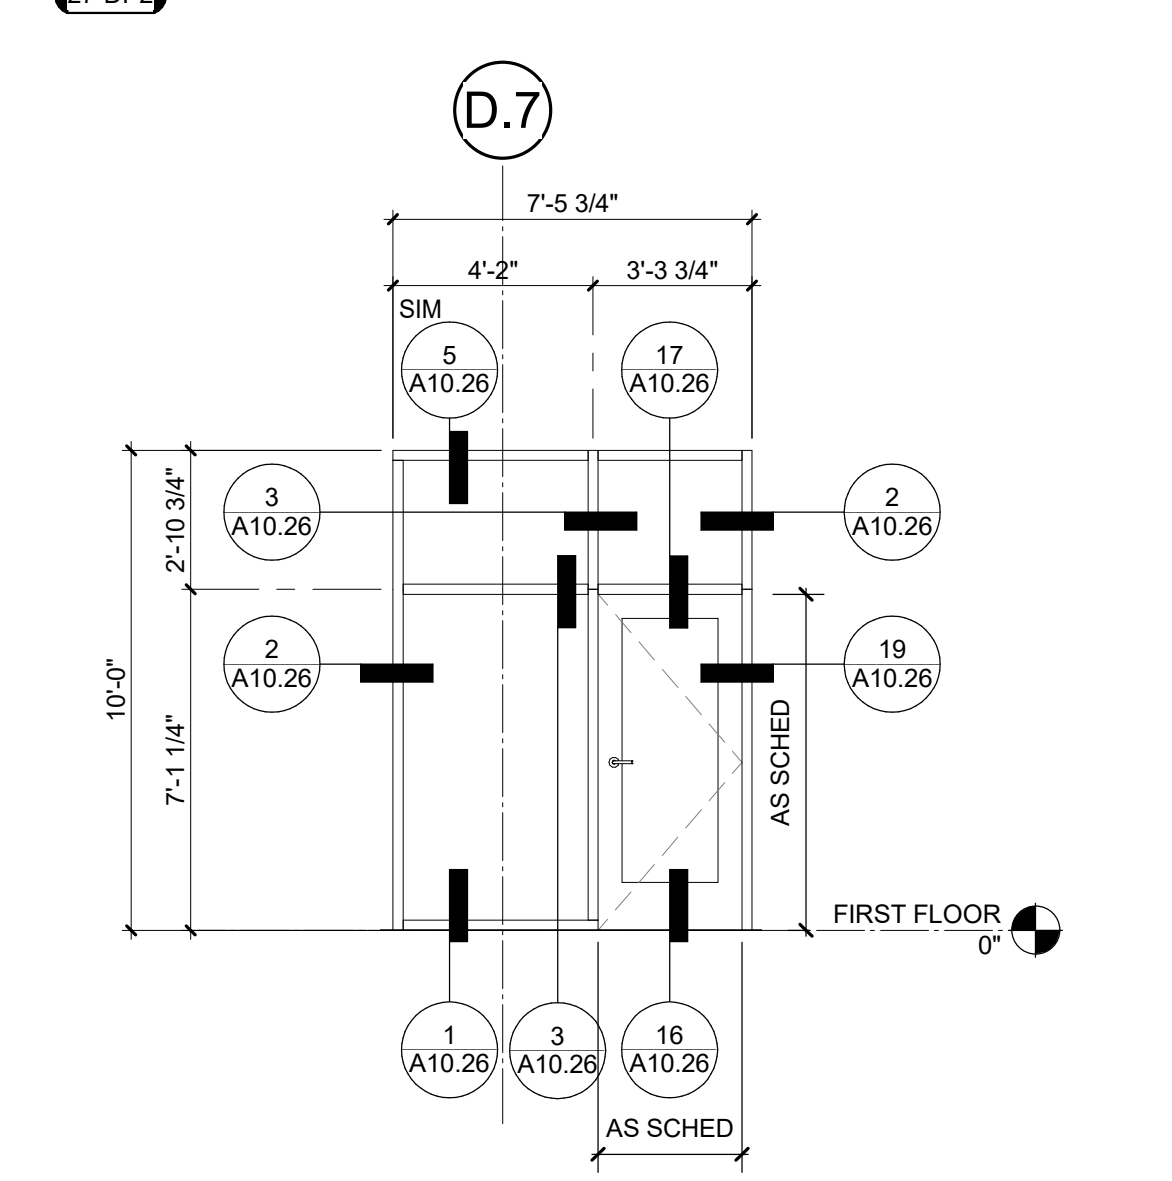 D.7
7'-5 3/4"
4'-2"
3'-3 3/4"
SIM
5
A10.26
17
A10.26
3
A10.26
2
A10.26
2'-10 3/4"
10'-0"
7'-1 1/4"
2
A10.26
19
A10.26
AS SCHED
FIRST FLOOR
0"
1
A10.26
3
A10.26
16
A10.26
AS SCHED